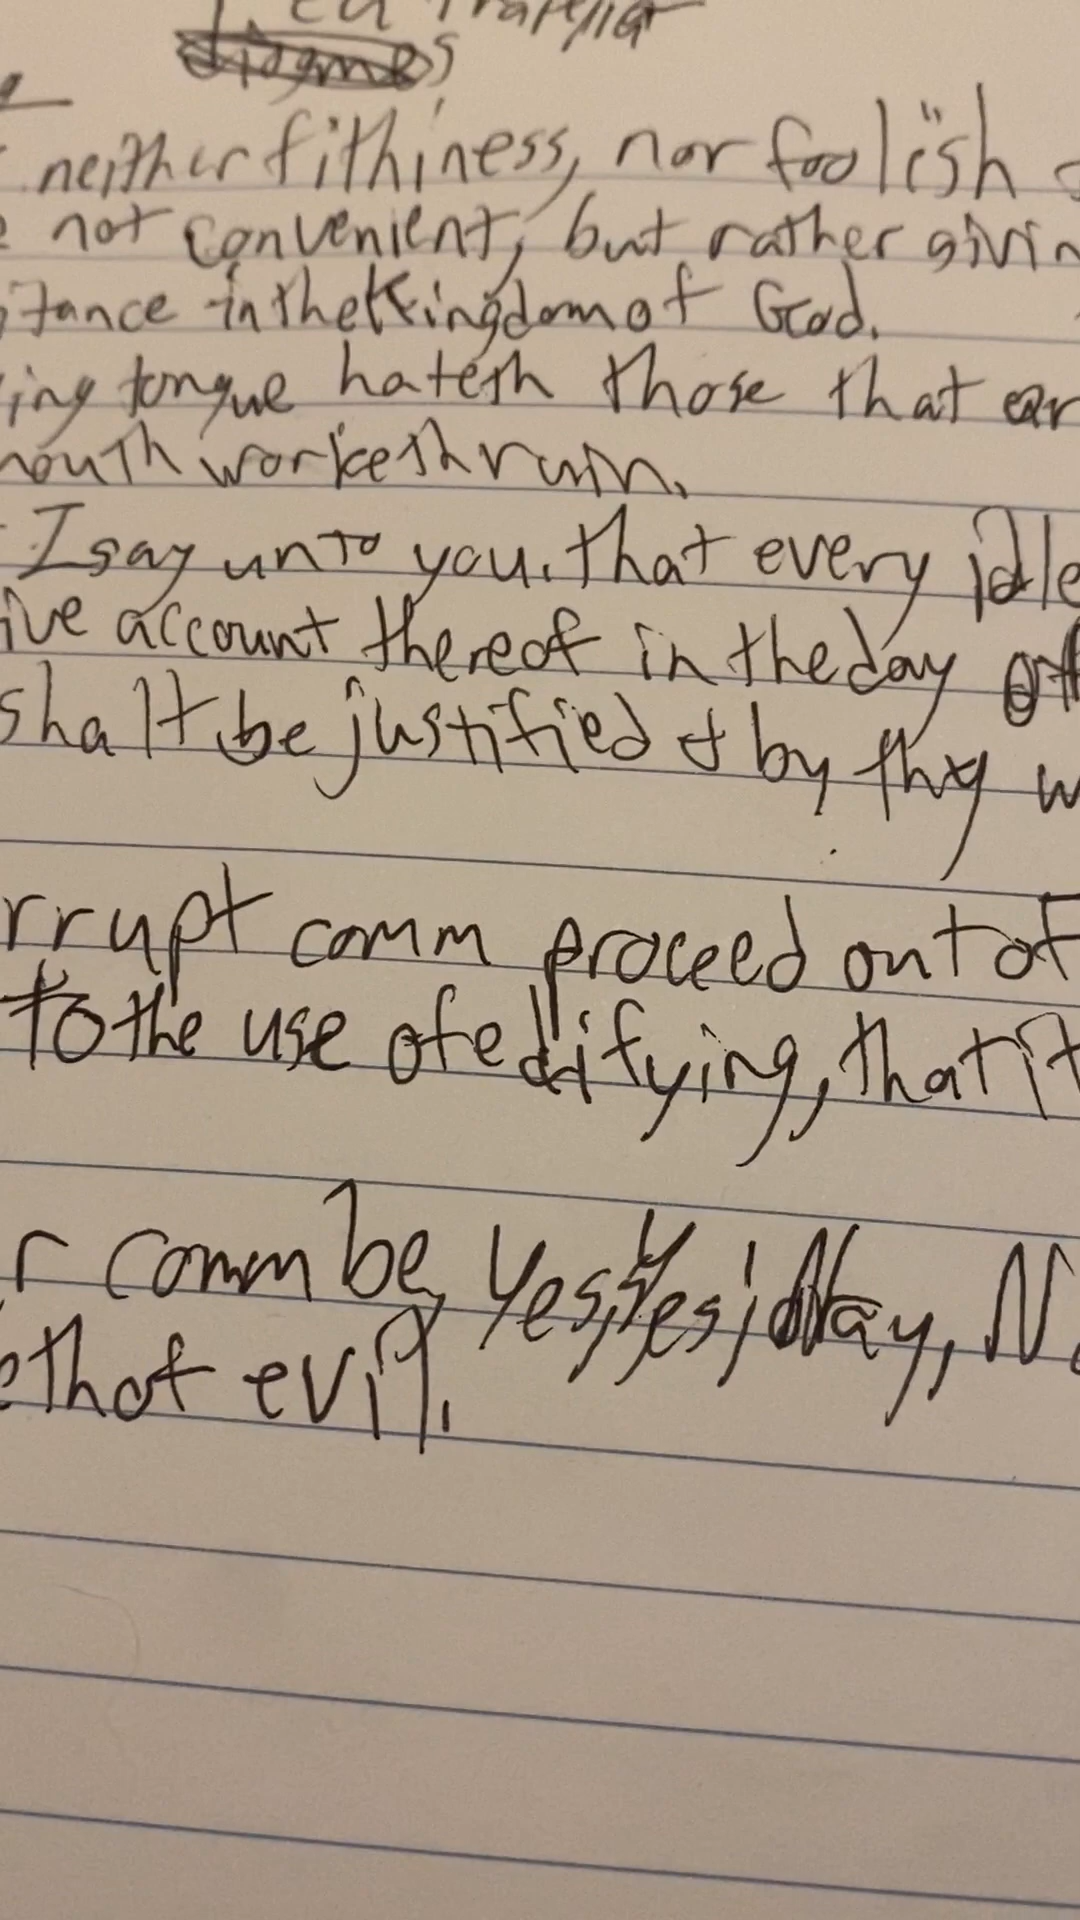 neither fithiness, nor foolish
not convenient, but rather givin
itance in the Kingdom of God.
ing tongue hateth those that ar
mouth worketh ruin.
I say unto you. that every idle
ive account thereof in the day of
shalt be justified & by thy w
rrupt comm proceed out of
to the use of edifying, that it
r comm be, Yes, Yes; Nay, N
that evil.